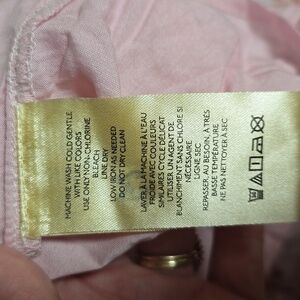 MACHINE WASH COLD GENTLE
WITH LIKE COLORS
USE ONLY NON-CHLORINE
BLEACH
LINE DRY
LOW IRON AS NEEDED
DO NOT DRY CLEAN
LAVER À LA MACHINE À L'EAU
FROIDE AVEC COULEURS
SIMILAIRES CYCLE DÉLICAT
UTILISER UN AGENT DE
BLANCHIMENT SANS CHLORE SI
NÉCESSAIRE
LIGNE SEC
REPASSER, AU BESOIN, À TRÈS
BASSE TEMPÉRATURE
NE PAS NETTOYER À SEC